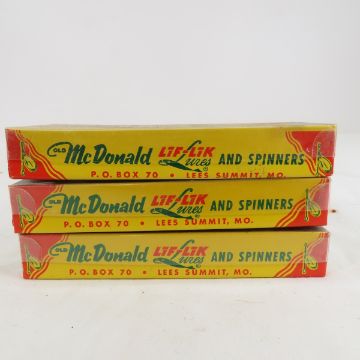 OLD McDonald LIF-LIK Lures® AND SPINNERS
P.O. BOX 70 • LEES SUMMIT, MO.
OLD McDonald LIF-LIK Lures® AND SPINNERS
P.O. BOX 70 • LEES SUMMIT, MO.
OLD McDonald LIF-LIK Lures® AND SPINNERS
P.O. BOX 70 • LEES SUMMIT, MO.